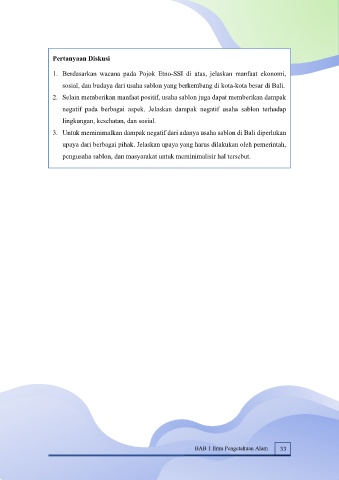 Pertanyaan Diskusi
1. Berdasarkan wacana pada Pojok Etno-SSI di atas, jelaskan manfaat ekonomi,
sosial, dan budaya dari usaha sablon yang berkembang di kota-kota besar di Bali.
2. Selain memberikan manfaat positif, usaha sablon juga dapat memberikan dampak
negatif pada berbagai aspek. Jelaskan dampak negatif usaha sablon terhadap
lingkungan, kesehatan, dan sosial.
3. Untuk meminimalkan dampak negatif dari adanya usaha sablon di Bali diperlukan
upaya dari berbagai pihak. Jelaskan upaya yang harus dilakukan oleh pemerintah,
pengusaha sablon, dan masyarakat untuk meminimalisir hal tersebut.
BAB 1 Ilmu Pengetahuan Alam 33